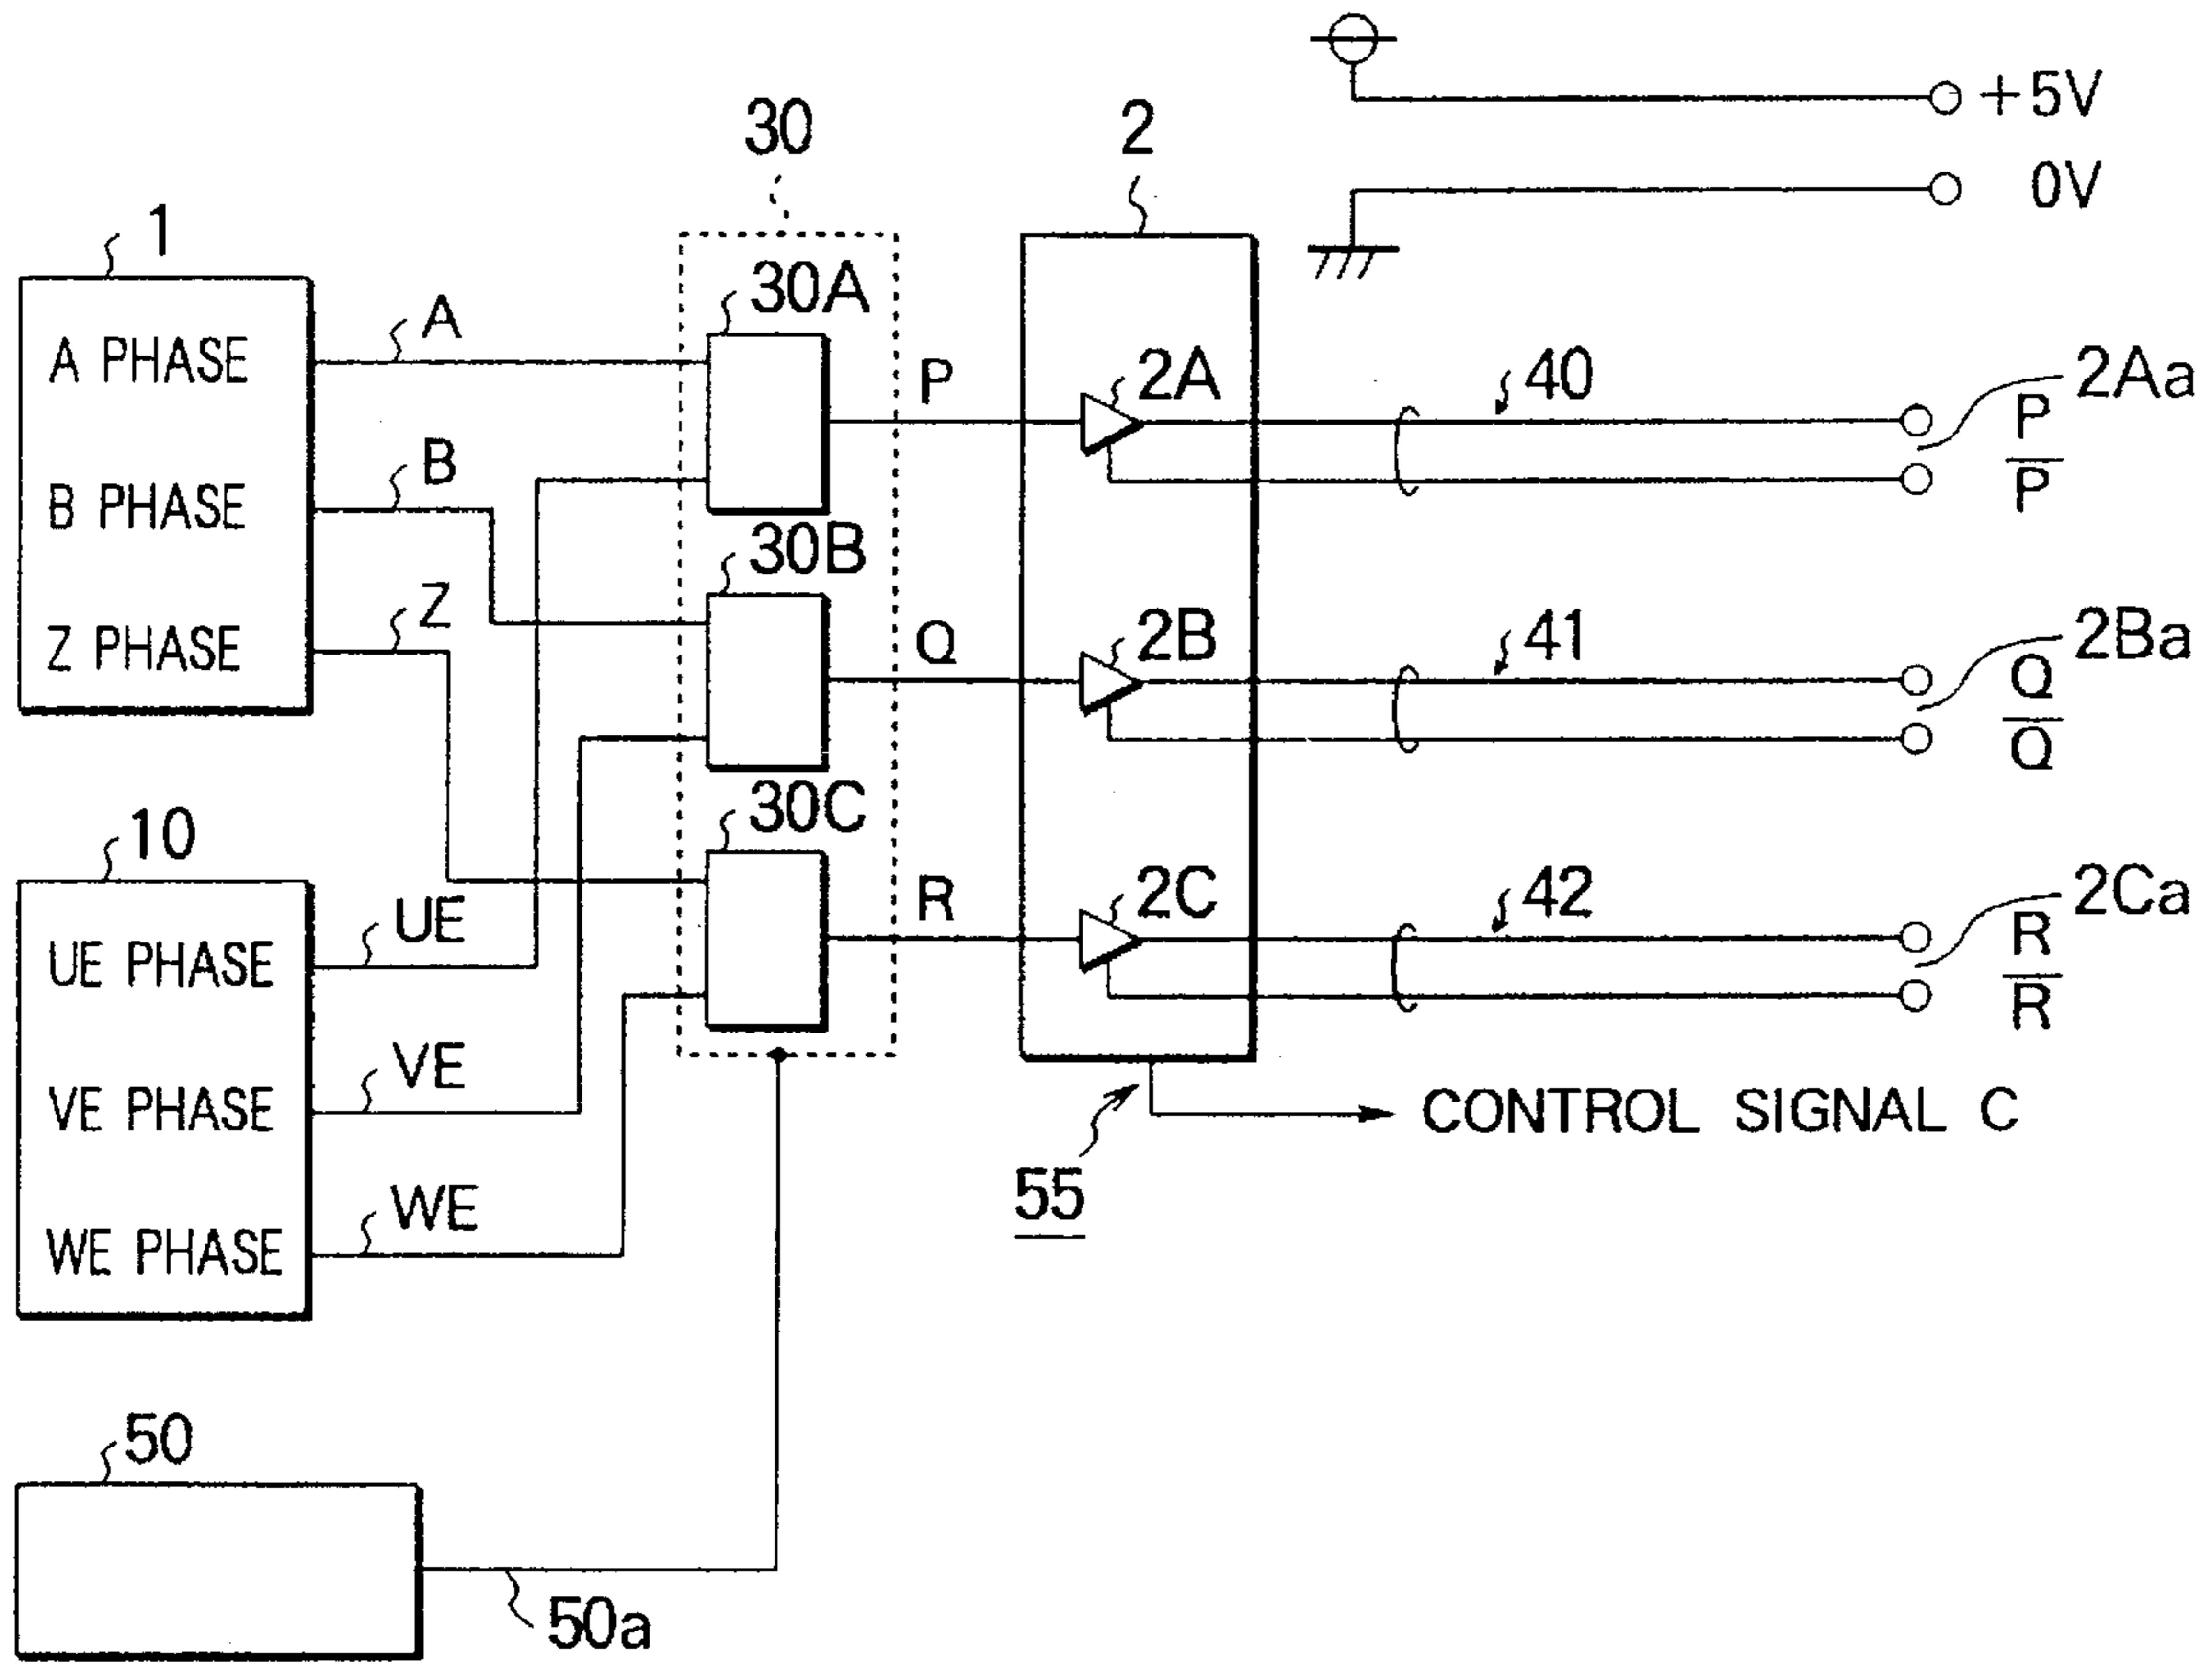 +5V
0V
30
2
1
30A
A PHASE
A
P
2A
40
2Aa
P
P
B PHASE
B
30B
Z PHASE
Z
Q
2B
41
2Ba
Q
Q
10
30C
UE PHASE
UE
R
2C
42
2Ca
R
R
VE PHASE
VE
CONTROL SIGNAL C
WE PHASE
WE
55
50
50a